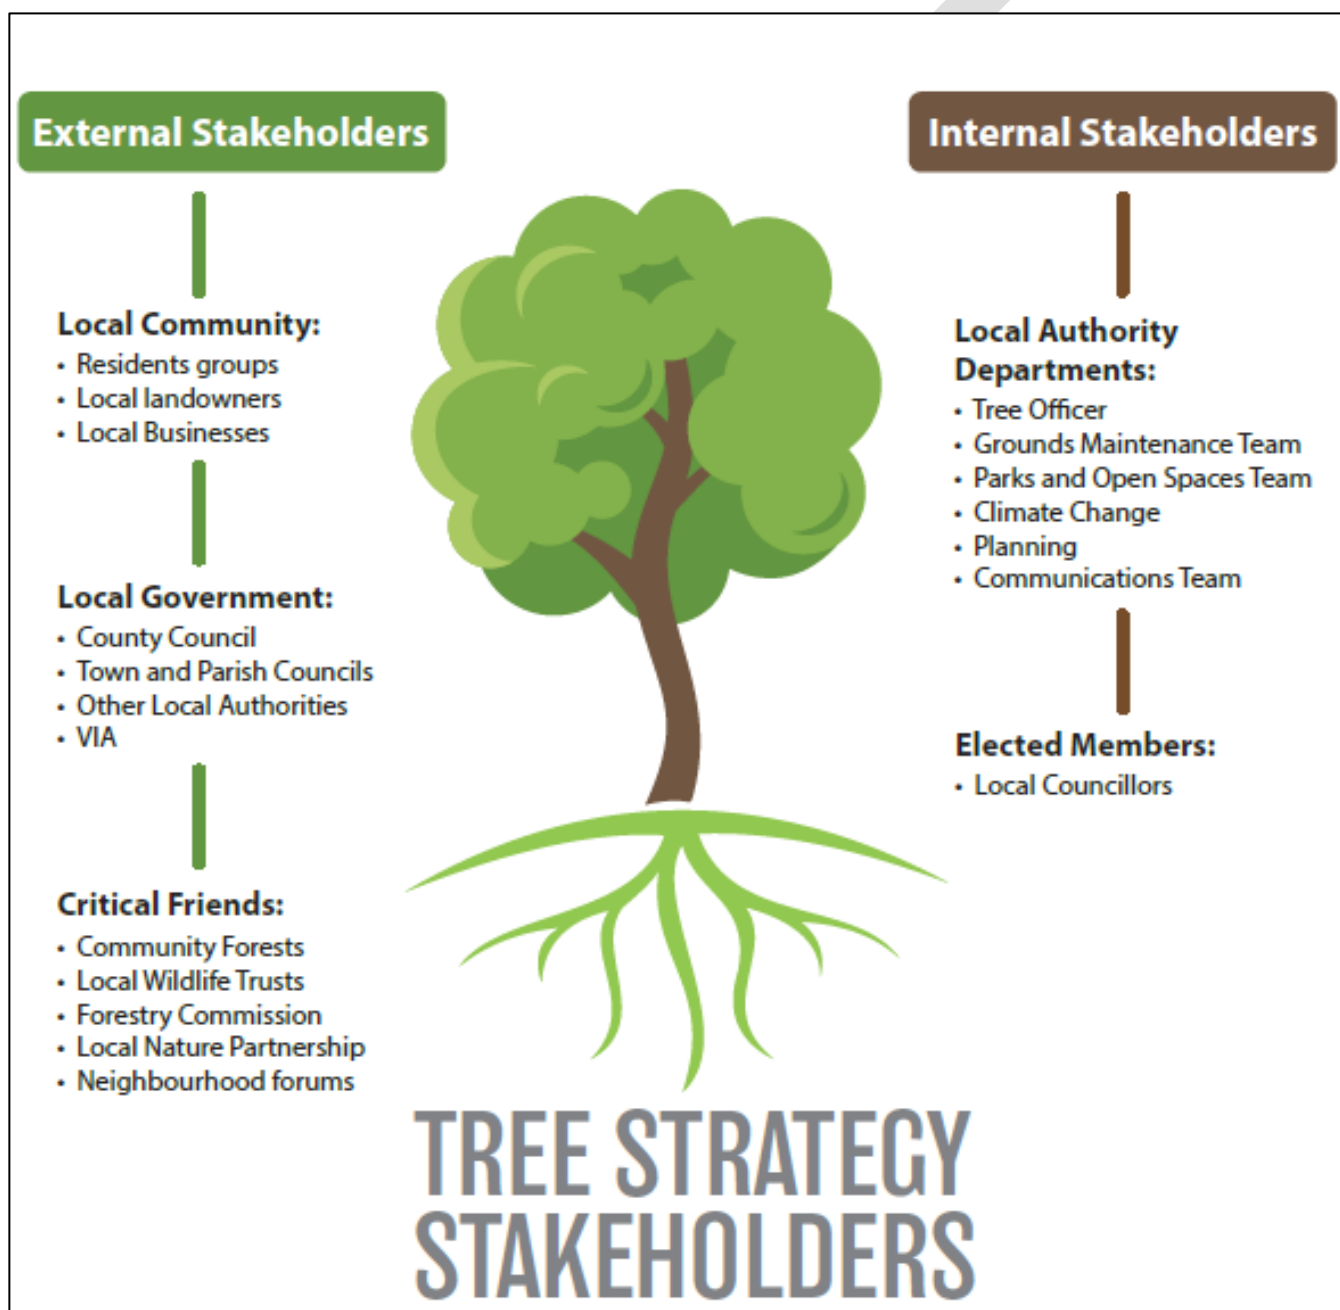 External Stakeholders
Local Community:
• Residents groups
• Local landowners
• Local Businesses
Local Government:
• County Council
• Town and Parish Councils
• Other Local Authorities
• VIA
Critical Friends:
• Community Forests
• Local Wildlife Trusts
• Forestry Commission
• Local Nature Partnership
• Neighbourhood forums
Internal Stakeholders
Local Authority
Departments:
• Tree Officer
• Grounds Maintenance Team
• Parks and Open Spaces Team
• Climate Change
• Planning
• Communications Team
Elected Members:
• Local Councillors
TREE STRATEGY
STAKEHOLDERS